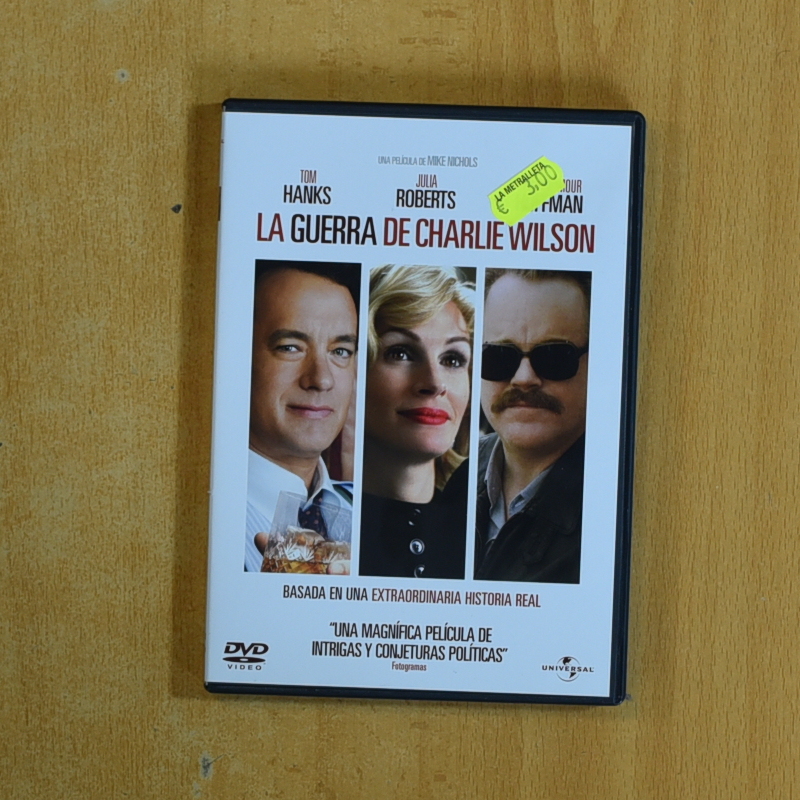 UNA PELÍCULA DE MIKE NICHOLS
TOM
HANKS
JULIA
ROBERTS
LA METRALLETA
€ 3,00
LA GUERRA DE CHARLIE WILSON
BASADA EN UNA EXTRAORDINARIA HISTORIA REAL
"UNA MAGNÍFICA PELÍCULA DE
INTRIGAS Y CONJETURAS POLÍTICAS"
Fotogramas
DVD
VIDEO
UNIVERSAL